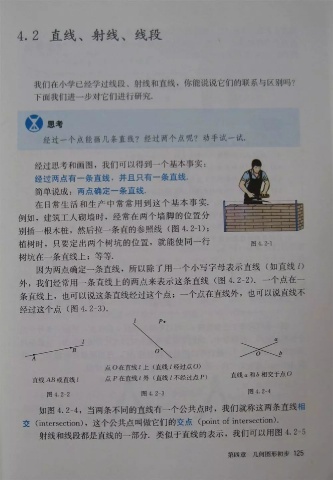 4.2 直线、射线、线段
我们在小学已经学过线段、射线和直线，你能说说它们的联系与区别吗？
下面我们进一步对它们进行研究.
思考
经过一个点能画几条直线？经过两个点呢？动手试一试.
经过思考和画图，我们可以得到一个基本事实：
经过两点有一条直线，并且只有一条直线.
简单说成：两点确定一条直线.
在日常生活和生产中常常用到这个基本事实.
例如，建筑工人砌墙时，经常在两个墙脚的位置分
别插一根木桩，然后拉一条直的参照线（图 4.2-1）；
植树时，只要定出两个树坑的位置，就能使同一行
树坑在一条直线上；等等.
图 4.2-1
因为两点确定一条直线，所以除了用一个小写字母表示直线（如直线 l）
外，我们经常用一条直线上的两点来表示这条直线（图 4.2-2）. 一个点在一
条直线上，也可以说这条直线经过这个点；一个点在直线外，也可以说直线不
经过这个点（图 4.2-3）.
A B l
l P O
a b O
直线 AB 或直线 l
图 4.2-2
点 O 在直线 l 上（直线 l 经过点 O）
点 P 在直线 l 外（直线 l 不经过点 P）
图 4.2-3
直线 a 和 b 相交于点 O
图 4.2-4
如图 4.2-4，当两条不同的直线有一个公共点时，我们就称这两条直线相
交（intersection），这个公共点叫做它们的交点（point of intersection）.
射线和线段都是直线的一部分. 类似于直线的表示，我们可以用图 4.2-5
第四章 几何图形初步 125